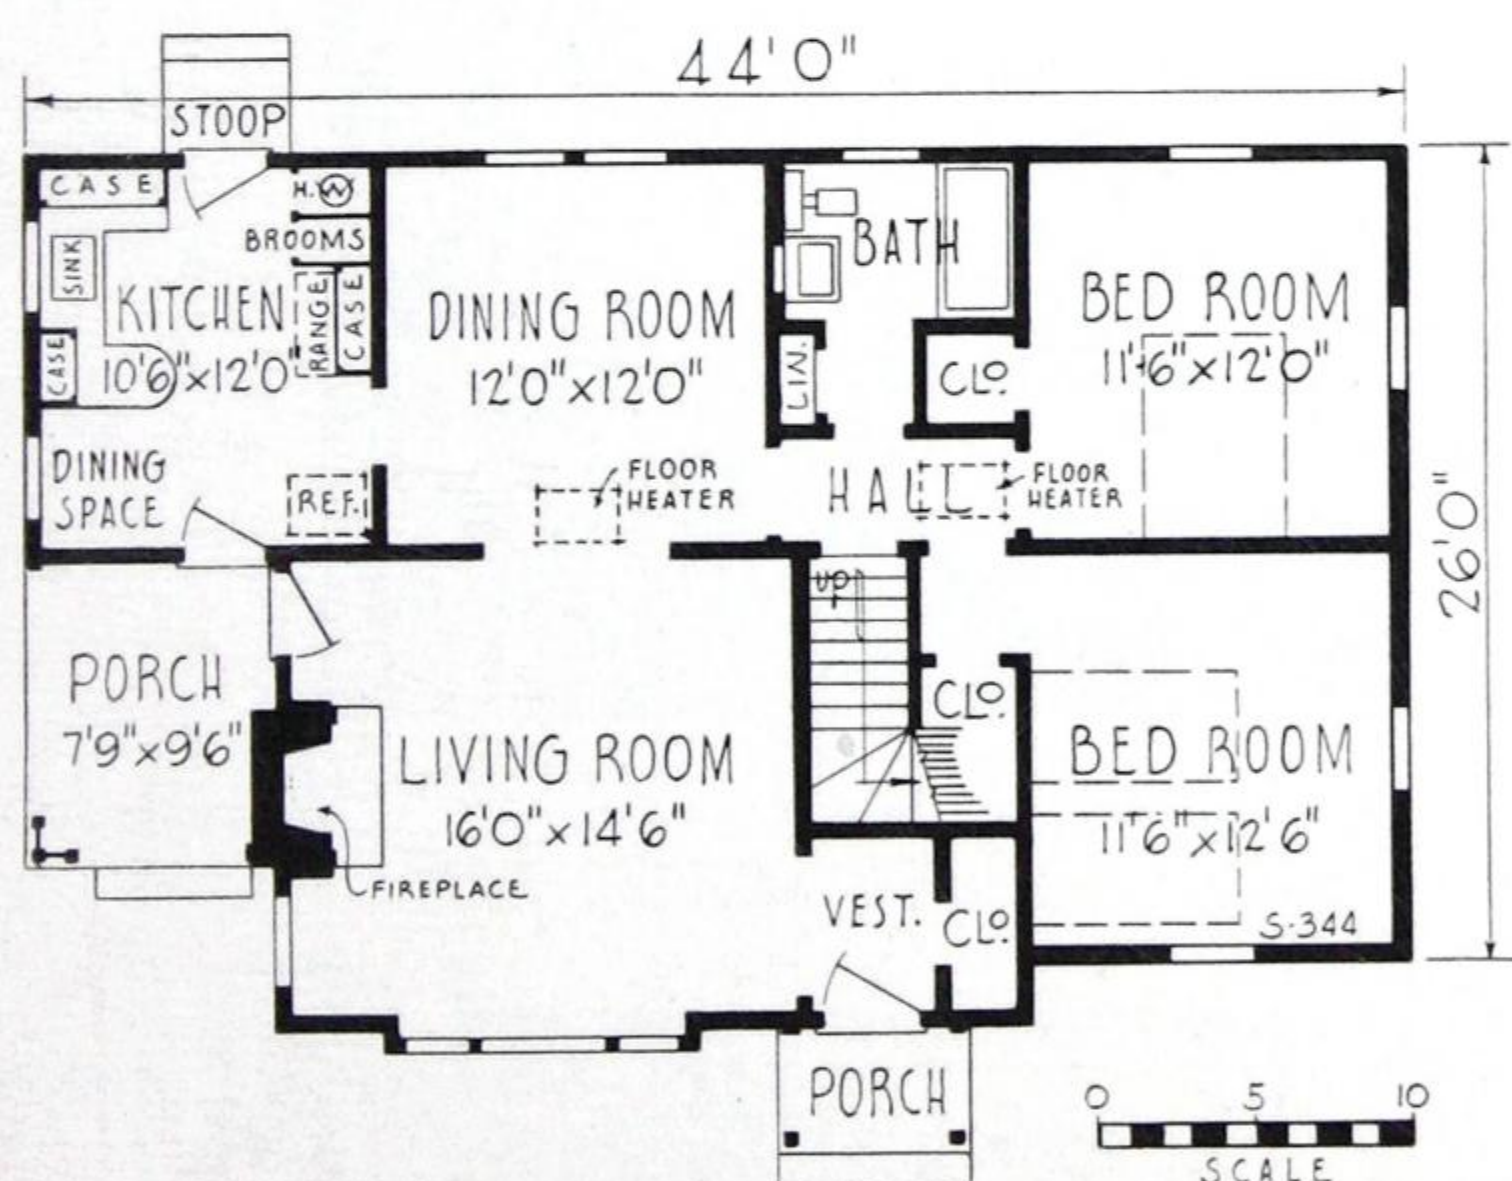 44'0"
STOOP
CASE
H.W
BROOMS
SINK
KITCHEN
10'6"x12'0"
RANGE
CASE
CASE
DINING
SPACE
REF.
DINING ROOM
12'0"x12'0"
FLOOR
HEATER
BATH
LIN.
CLO.
HALL
FLOOR
HEATER
BED ROOM
11'6"x12'0"
26'0"
UP
PORCH
7'9"x9'6"
LIVING ROOM
16'0"x14'6"
FIREPLACE
CLO.
BED ROOM
11'6"x12'6"
S-344
VEST.
CLO.
PORCH
0 5 10
SCALE